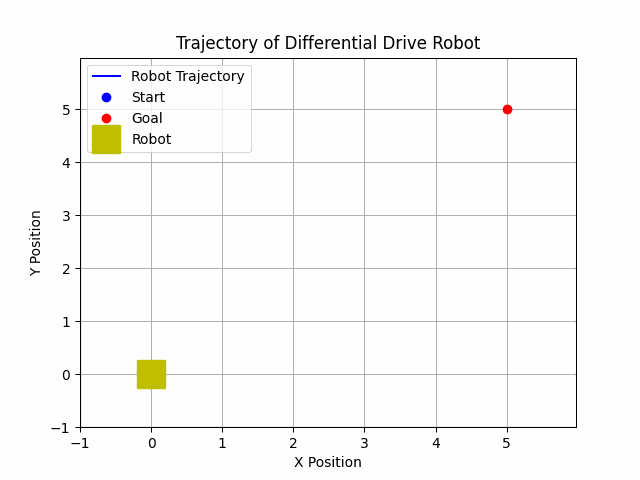 Trajectory of Differential Drive Robot
Robot Trajectory
Start
Goal
Robot
5
4
3
2
1
0
−1
Y Position
−1 0 1 2 3 4 5
X Position